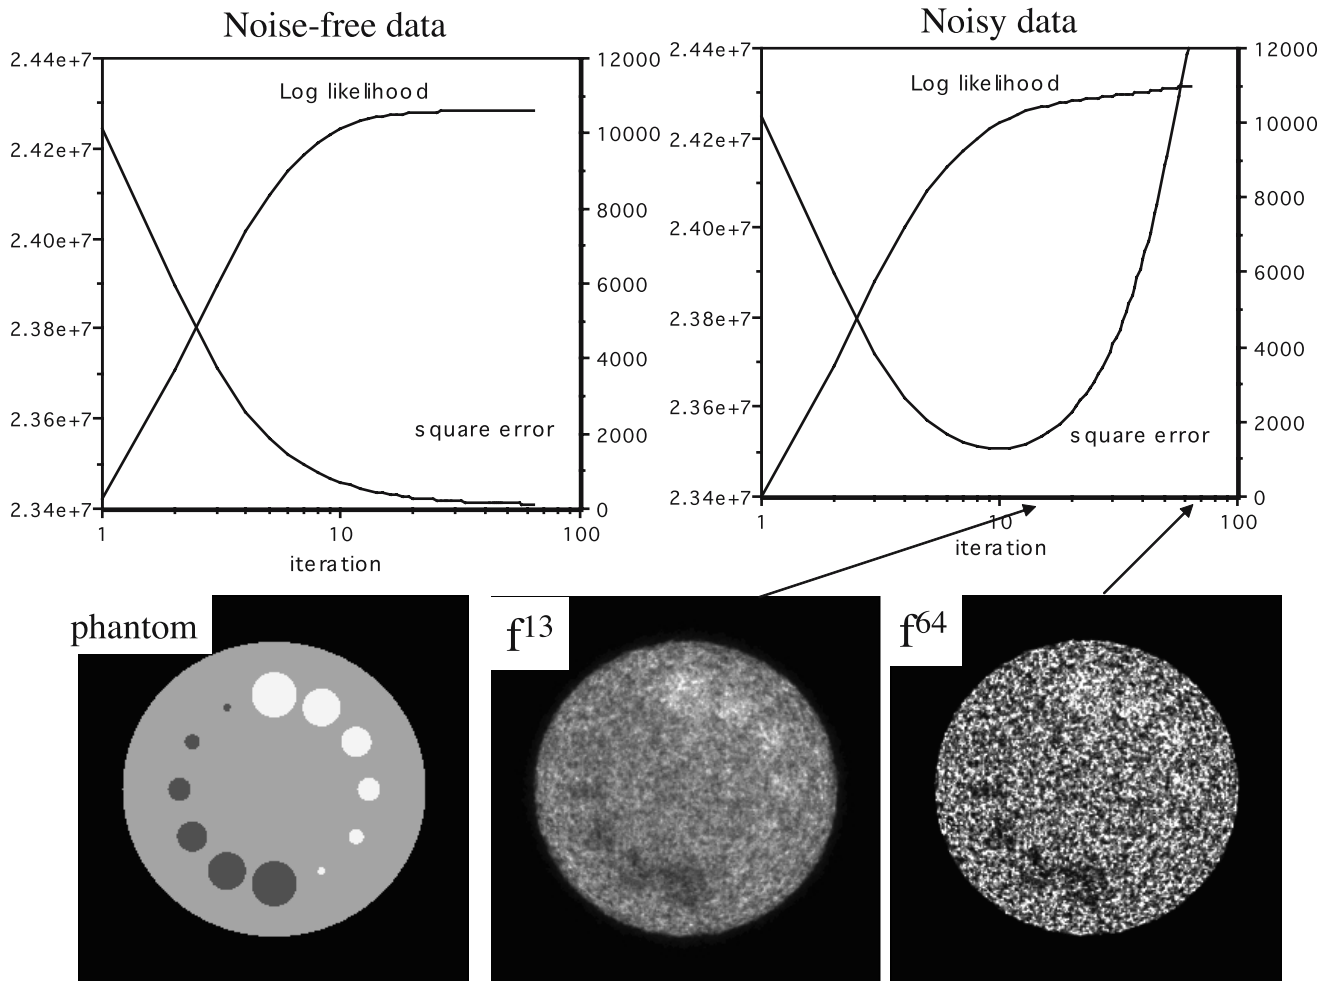 Noise-free data
2.44e+7
2.42e+7
2.40e+7
2.38e+7
2.36e+7
2.34e+7
12000
10000
8000
6000
4000
2000
0
Log likelihood
square error
1
10
100
iteration
Noisy data
2.44e+7
2.42e+7
2.40e+7
2.38e+7
2.36e+7
2.34e+7
12000
10000
8000
6000
4000
2000
0
Log likelihood
square error
1
10
100
iteration
phantom
f¹³
f⁶⁴